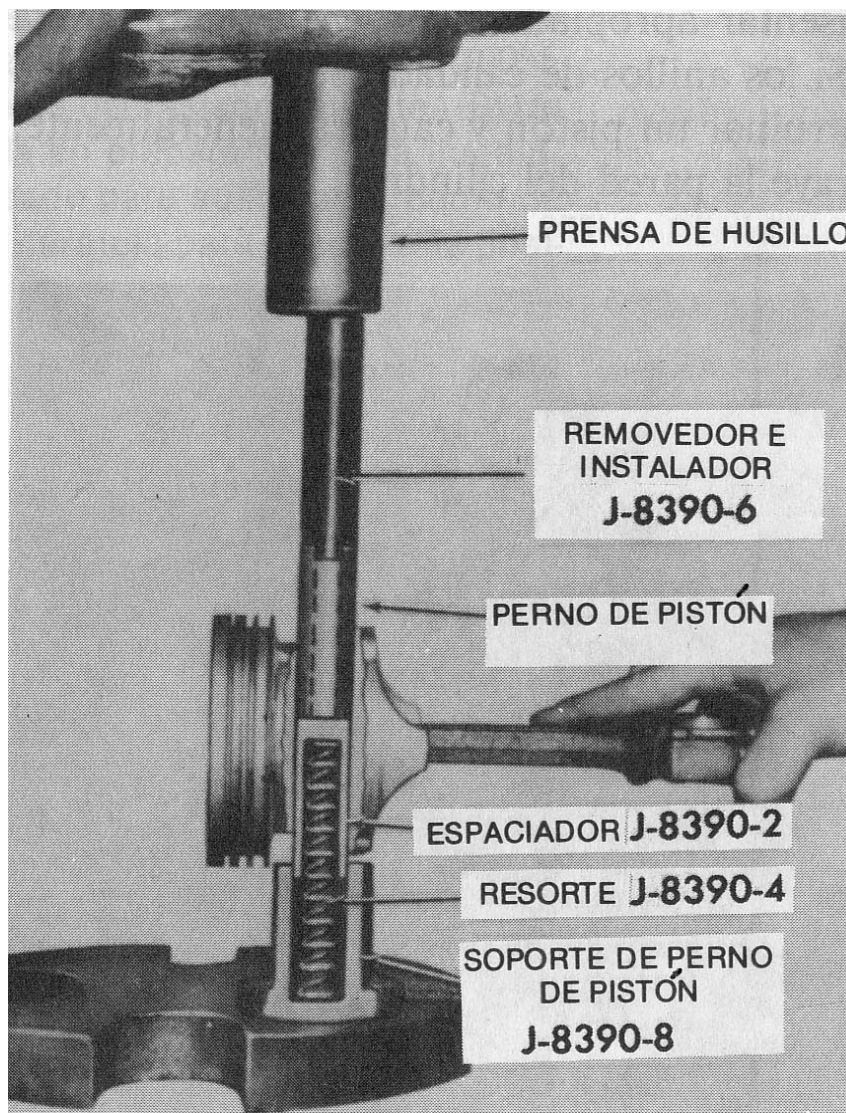 PRENSA DE HUSILLO
REMOVEDOR E
INSTALADOR
J-8390-6
PERNO DE PISTÓN
ESPACIADOR J-8390-2
RESORTE J-8390-4
SOPORTE DE PERNO
DE PISTÓN
J-8390-8